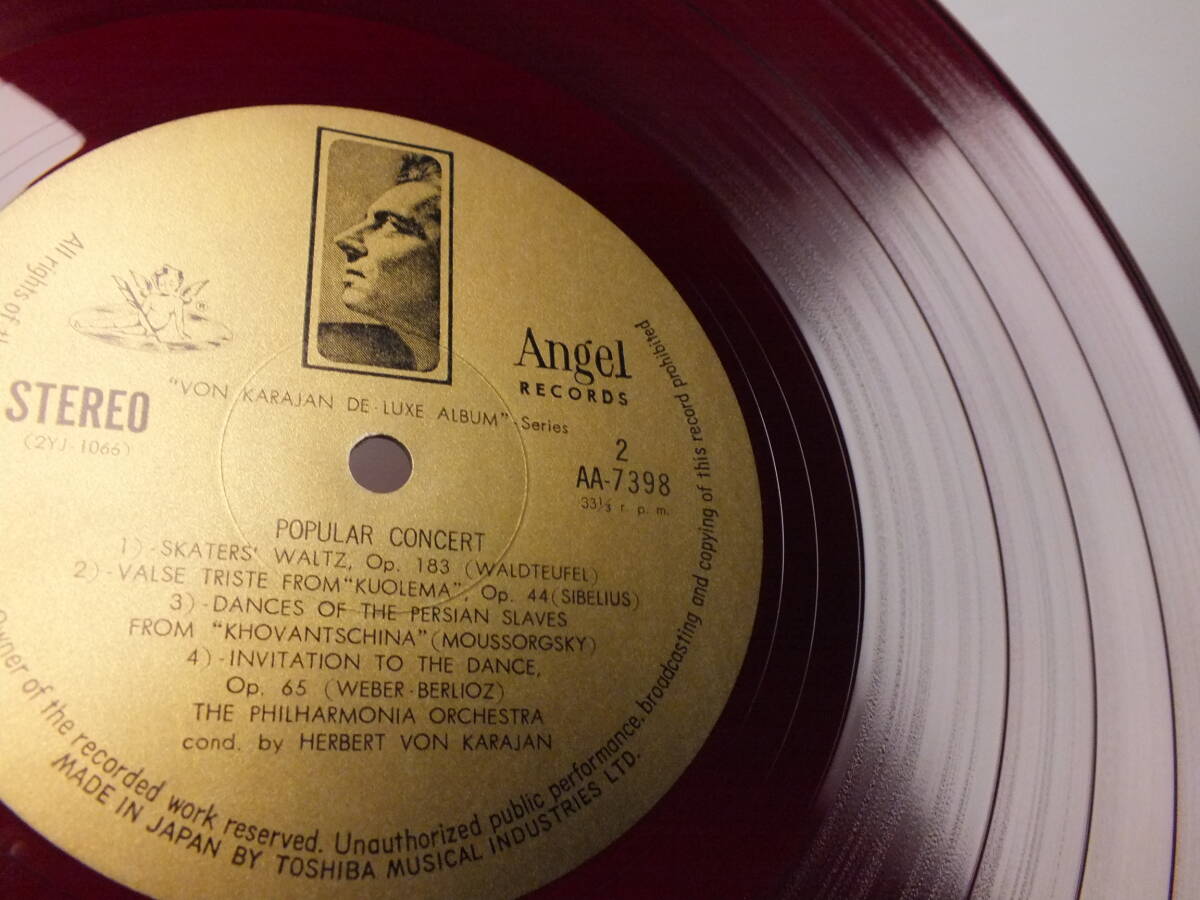 Angel
RECORDS
"VON KARAJAN DE-LUXE ALBUM"-Series
STEREO
(2YJ-1066)
2
AA-7398
33⅓ r. p. m.
POPULAR CONCERT
1)-SKATERS' WALTZ, Op. 183 (WALDTEUFEL)
2)-VALSE TRISTE FROM "KUOLEMA", Op. 44 (SIBELIUS)
3)-DANCES OF THE PERSIAN SLAVES
FROM "KHOVANTSCHINA" (MOUSSORGSKY)
4)-INVITATION TO THE DANCE,
Op. 65 (WEBER-BERLIOZ)
THE PHILHARMONIA ORCHESTRA
cond. by HERBERT VON KARAJAN
All rights of
Owner of the recorded work reserved. Unauthorized public performance, broadcasting and copying of this record prohibited
MADE IN JAPAN BY TOSHIBA MUSICAL INDUSTRIES LTD.